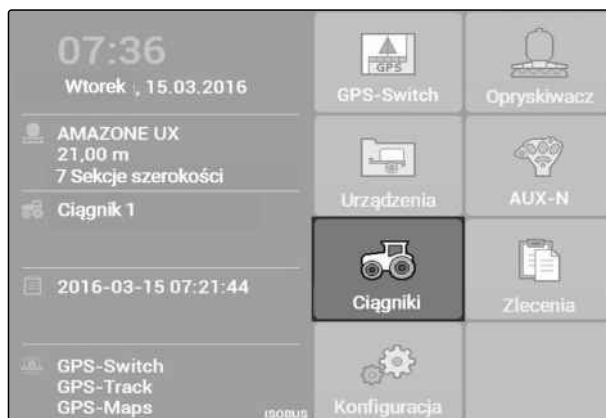 07:36
Wtorek , 15.03.2016
AMAZONE UX
21,00 m
7 Sekcje szerokości
Ciągnik 1
2016-03-15 07:21:44
GPS-Switch
GPS-Track
GPS-Maps
ISOBUS
GPS
GPS-Switch
Opryskiwacz
Urządzenia
AUX-N
Ciągniki
Zlecenia
Konfiguracja